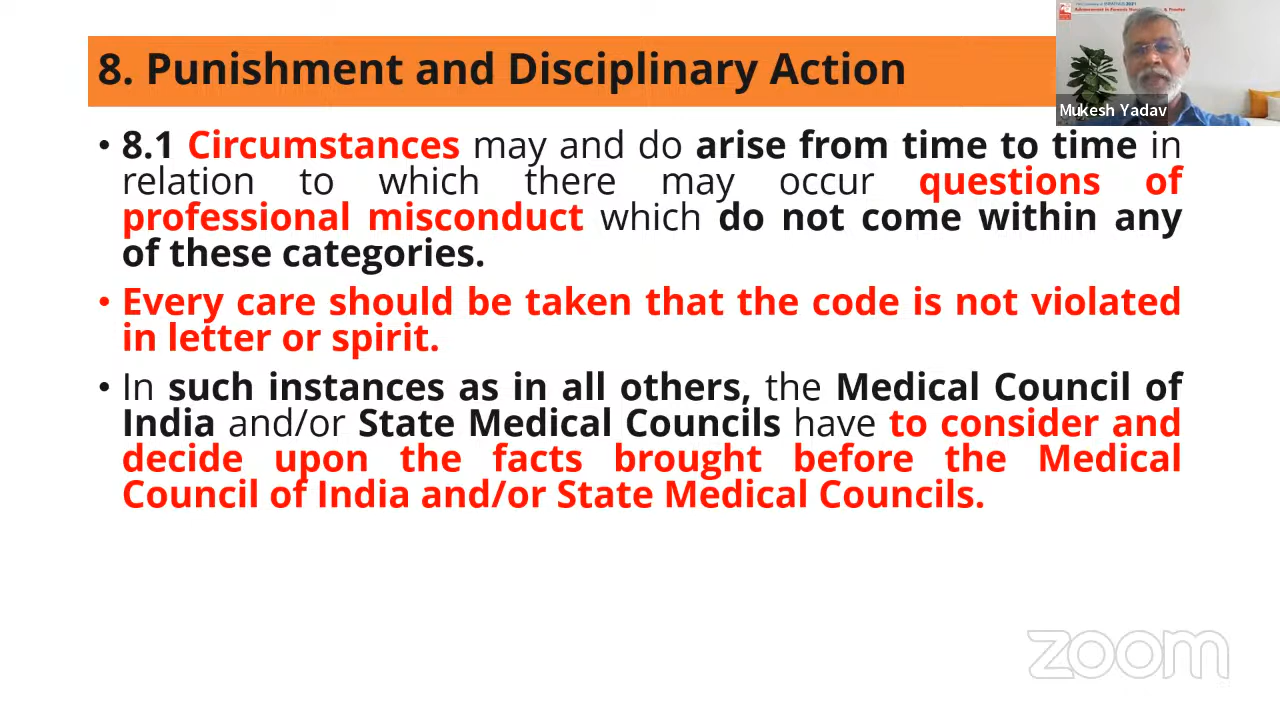 8. Punishment and Disciplinary Action
Mukesh Yadav
• 8.1 Circumstances may and do arise from time to time in
relation to which there may occur questions of
professional misconduct which do not come within any
of these categories.
• Every care should be taken that the code is not violated
in letter or spirit.
• In such instances as in all others, the Medical Council of
India and/or State Medical Councils have to consider and
decide upon the facts brought before the Medical
Council of India and/or State Medical Councils.
zoom